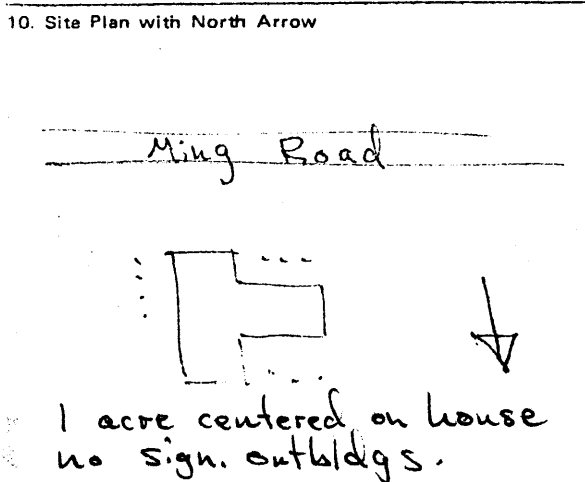 10. Site Plan with North Arrow
Ming Road
1 acre centered on house
no sign. outbldgs.